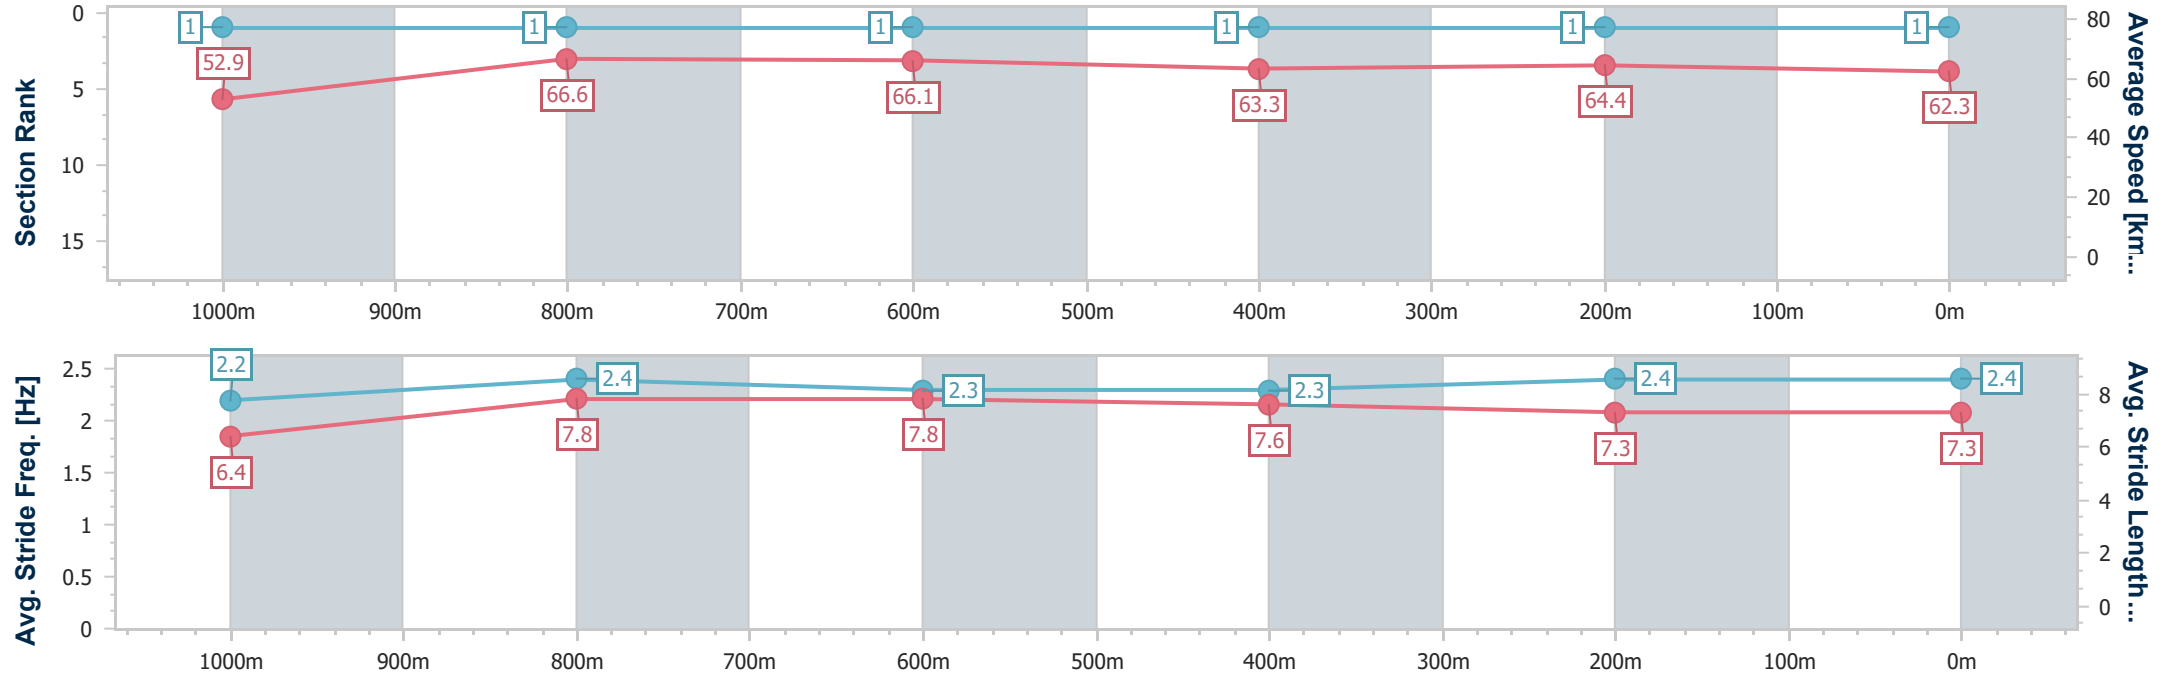 Section Rank
0
5
10
15
1
1
1
1
1
1
52.9
66.6
66.1
63.3
64.4
62.3
80
60
40
20
0
Average Speed [km...
1000m
900m
800m
700m
600m
500m
400m
300m
200m
100m
0m
Avg. Stride Freq. [Hz]
2.5
2
1.5
1
0.5
0
2.2
2.4
2.3
2.3
2.4
2.4
6.4
7.8
7.8
7.6
7.3
7.3
8
6
4
2
0
Avg. Stride Length...
1000m
900m
800m
700m
600m
500m
400m
300m
200m
100m
0m